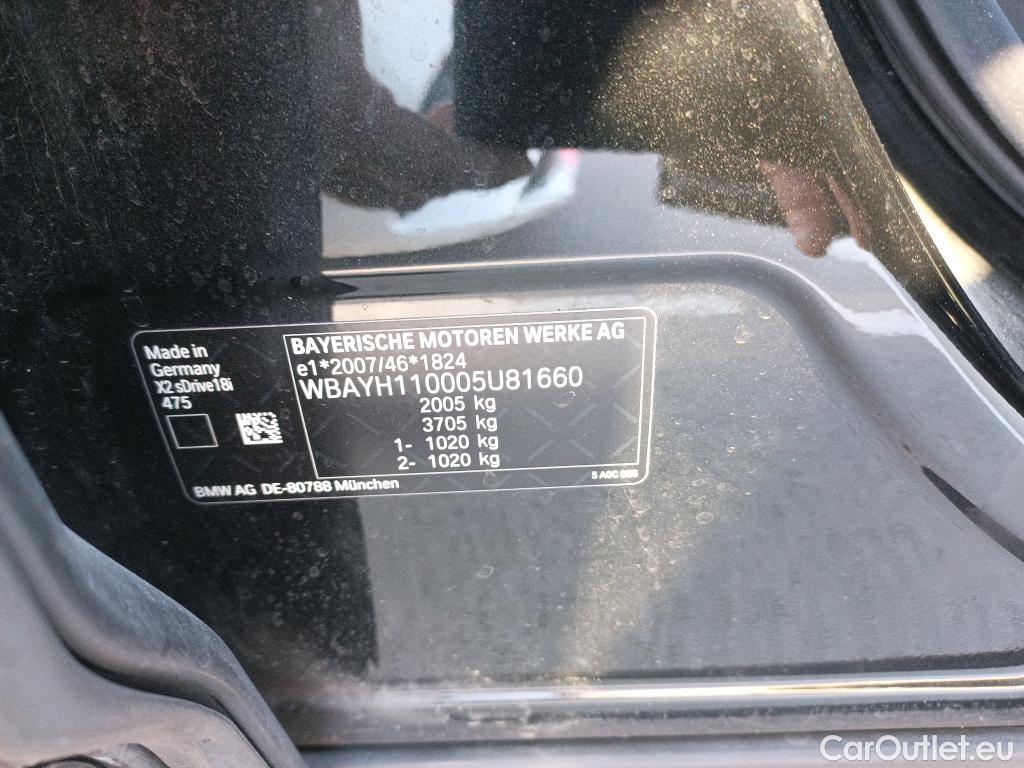 BAYERISCHE MOTOREN WERKE AG
Made in
Germany
X2 sDrive18i
475
e1*2007/46*1824
WBAYH110005U81660
2005 kg
3705 kg
1- 1020 kg
2- 1020 kg
BMW AG DE-80788 München
CarOutlet.eu